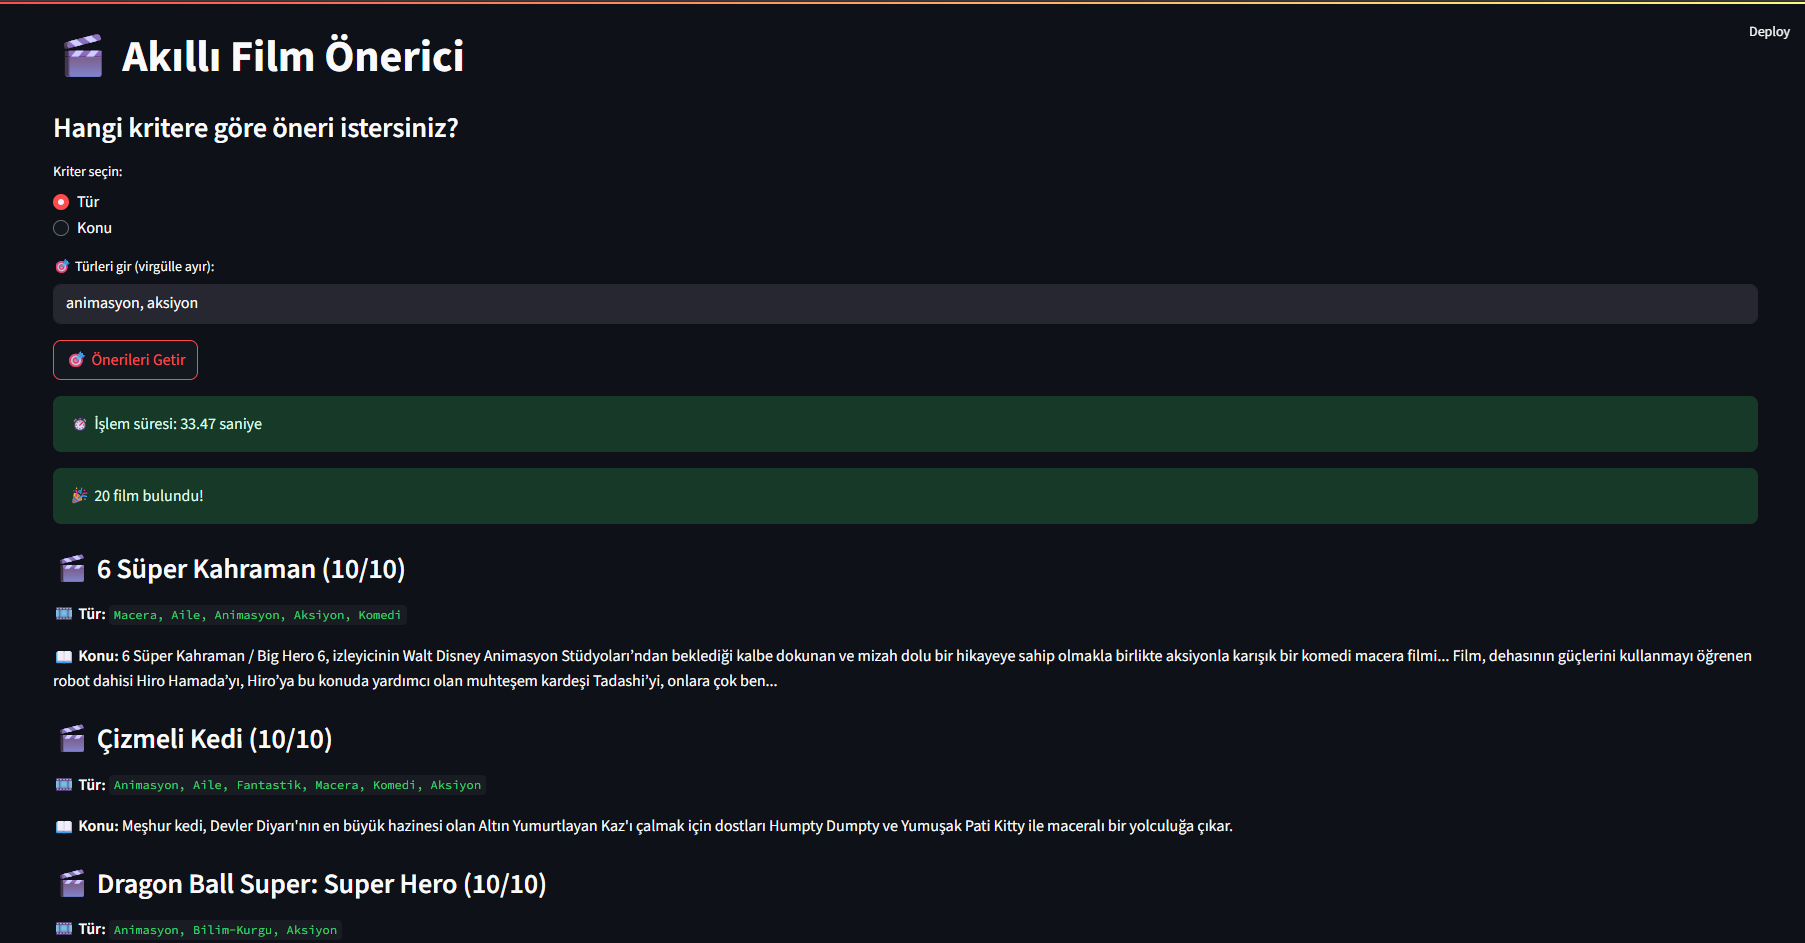 Deploy
Akıllı Film Önerici
Hangi kritere göre öneri istersiniz?
Kriter seçin:
Tür
Konu
Türleri gir (virgülle ayır):
animasyon, aksiyon
Önerileri Getir
İşlem süresi: 33.47 saniye
20 film bulundu!
6 Süper Kahraman (10/10)
Tür: Macera, Aile, Animasyon, Aksiyon, Komedi
Konu: 6 Süper Kahraman / Big Hero 6, izleyicinin Walt Disney Animasyon Stüdyoları’ndan beklediği kalbe dokunan ve mizah dolu bir hikayeye sahip olmakla birlikte aksiyonla karışık bir komedi macera filmi... Film, dehasının güçlerini kullanmayı öğrenen
robot dahisi Hiro Hamada’yı, Hiro’ya bu konuda yardımcı olan muhteşem kardeşi Tadashi’yi, onlara çok ben...
Çizmeli Kedi (10/10)
Tür: Animasyon, Aile, Fantastik, Macera, Komedi, Aksiyon
Konu: Meşhur kedi, Devler Diyarı'nın en büyük hazinesi olan Altın Yumurtlayan Kaz'ı çalmak için dostları Humpty Dumpty ve Yumuşak Pati Kitty ile maceralı bir yolculuğa çıkar.
Dragon Ball Super: Super Hero (10/10)
Tür: Animasyon, Bilim-Kurgu, Aksiyon